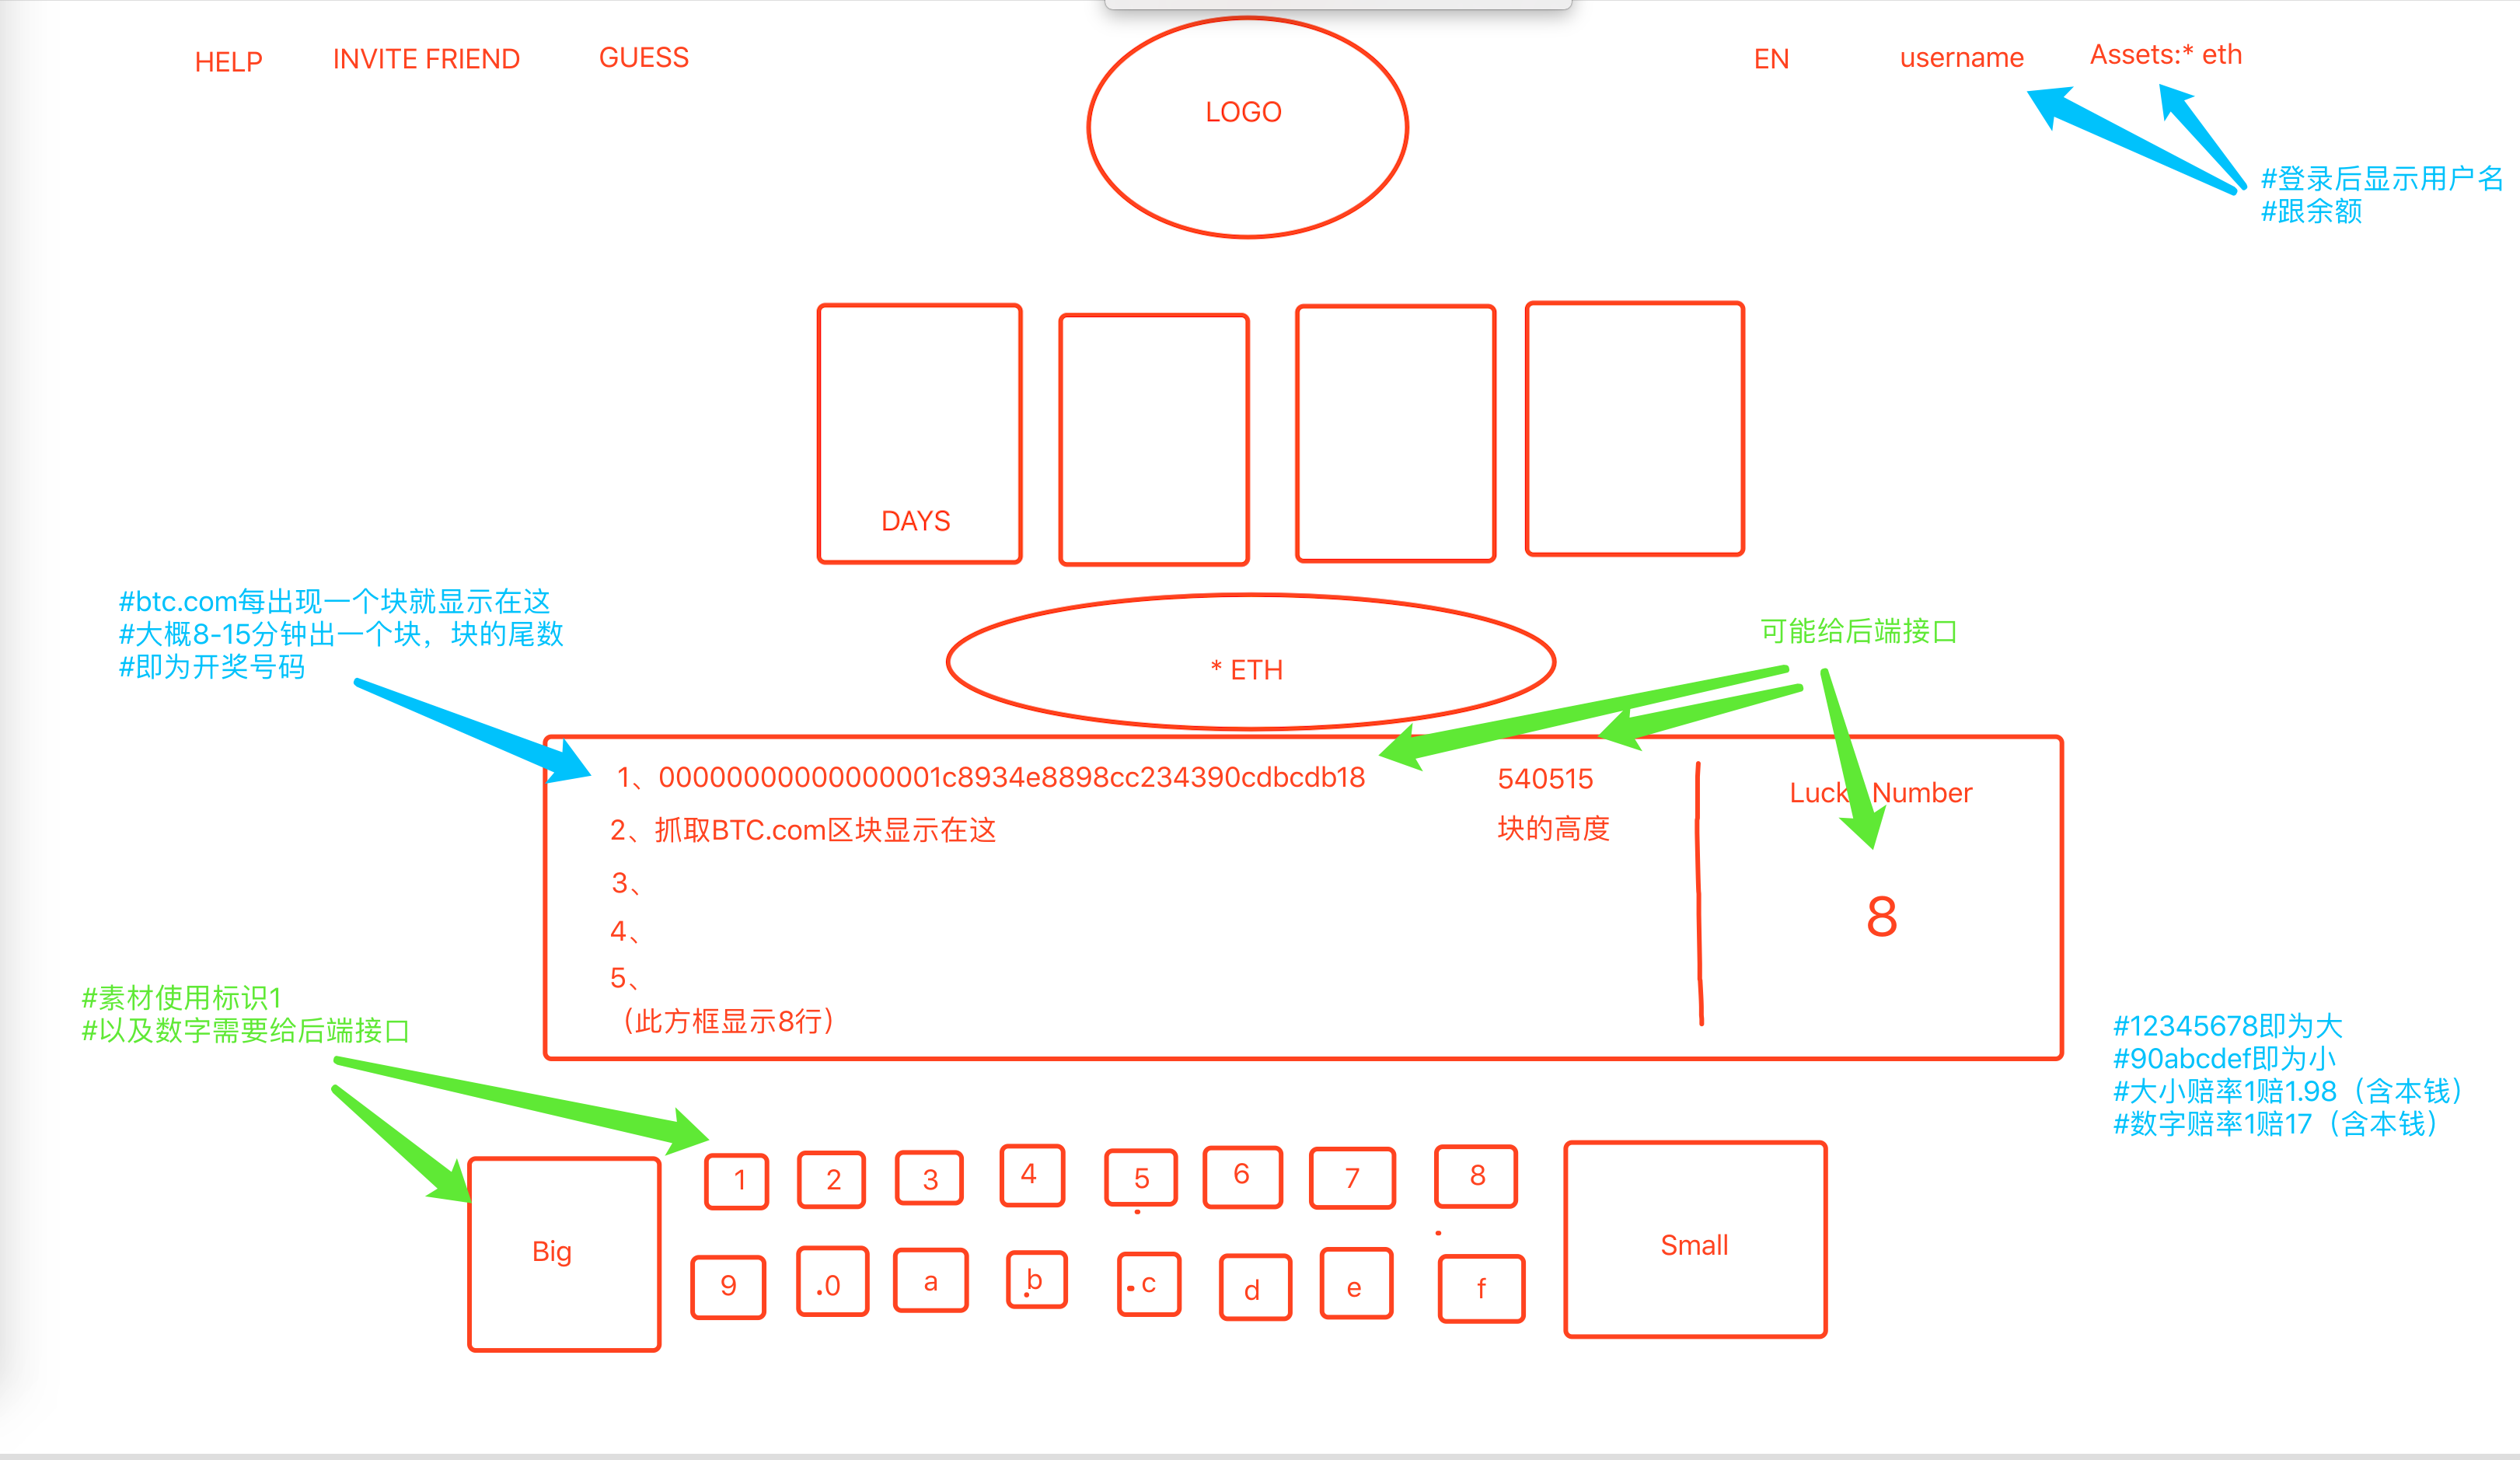 HELP
INVITE FRIEND
GUESS
LOGO
EN
username
Assets:* eth
#登录后显示用户名
#跟余额
DAYS
#btc.com每出现一个块就显示在这
#大概8-15分钟出一个块，块的尾数
#即为开奖号码
* ETH
可能给后端接口
1、00000000000000001c8934e8898cc234390cdbcdb18
540515
2、抓取BTC.com区块显示在这
块的高度
3、
4、
5、
（此方框显示8行）
Number
8
#素材使用标识1
#以及数字需要给后端接口
#12345678即为大
#90abcdef即为小
#大小赔率1赔1.98（含本钱）
#数字赔率1赔17（含本钱）
Big
1
2
3
4
5
6
7
8
9
.0
a
b
c
d
e
f
Small